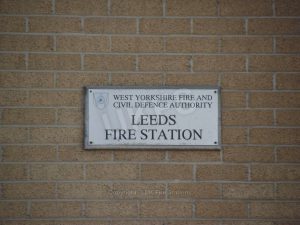 WEST YORKSHIRE FIRE AND
CIVIL DEFENCE AUTHORITY
LEEDS
FIRE STATION